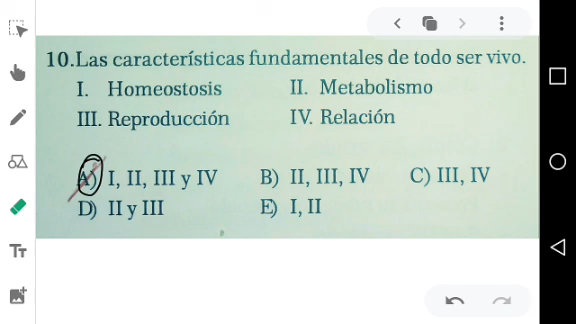 10.Las características fundamentales de todo ser vivo.
I. Homeostosis II. Metabolismo
III. Reproducción IV. Relación
A) I, II, III y IV B) II, III, IV C) III, IV
D) II y III E) I, II
Tт